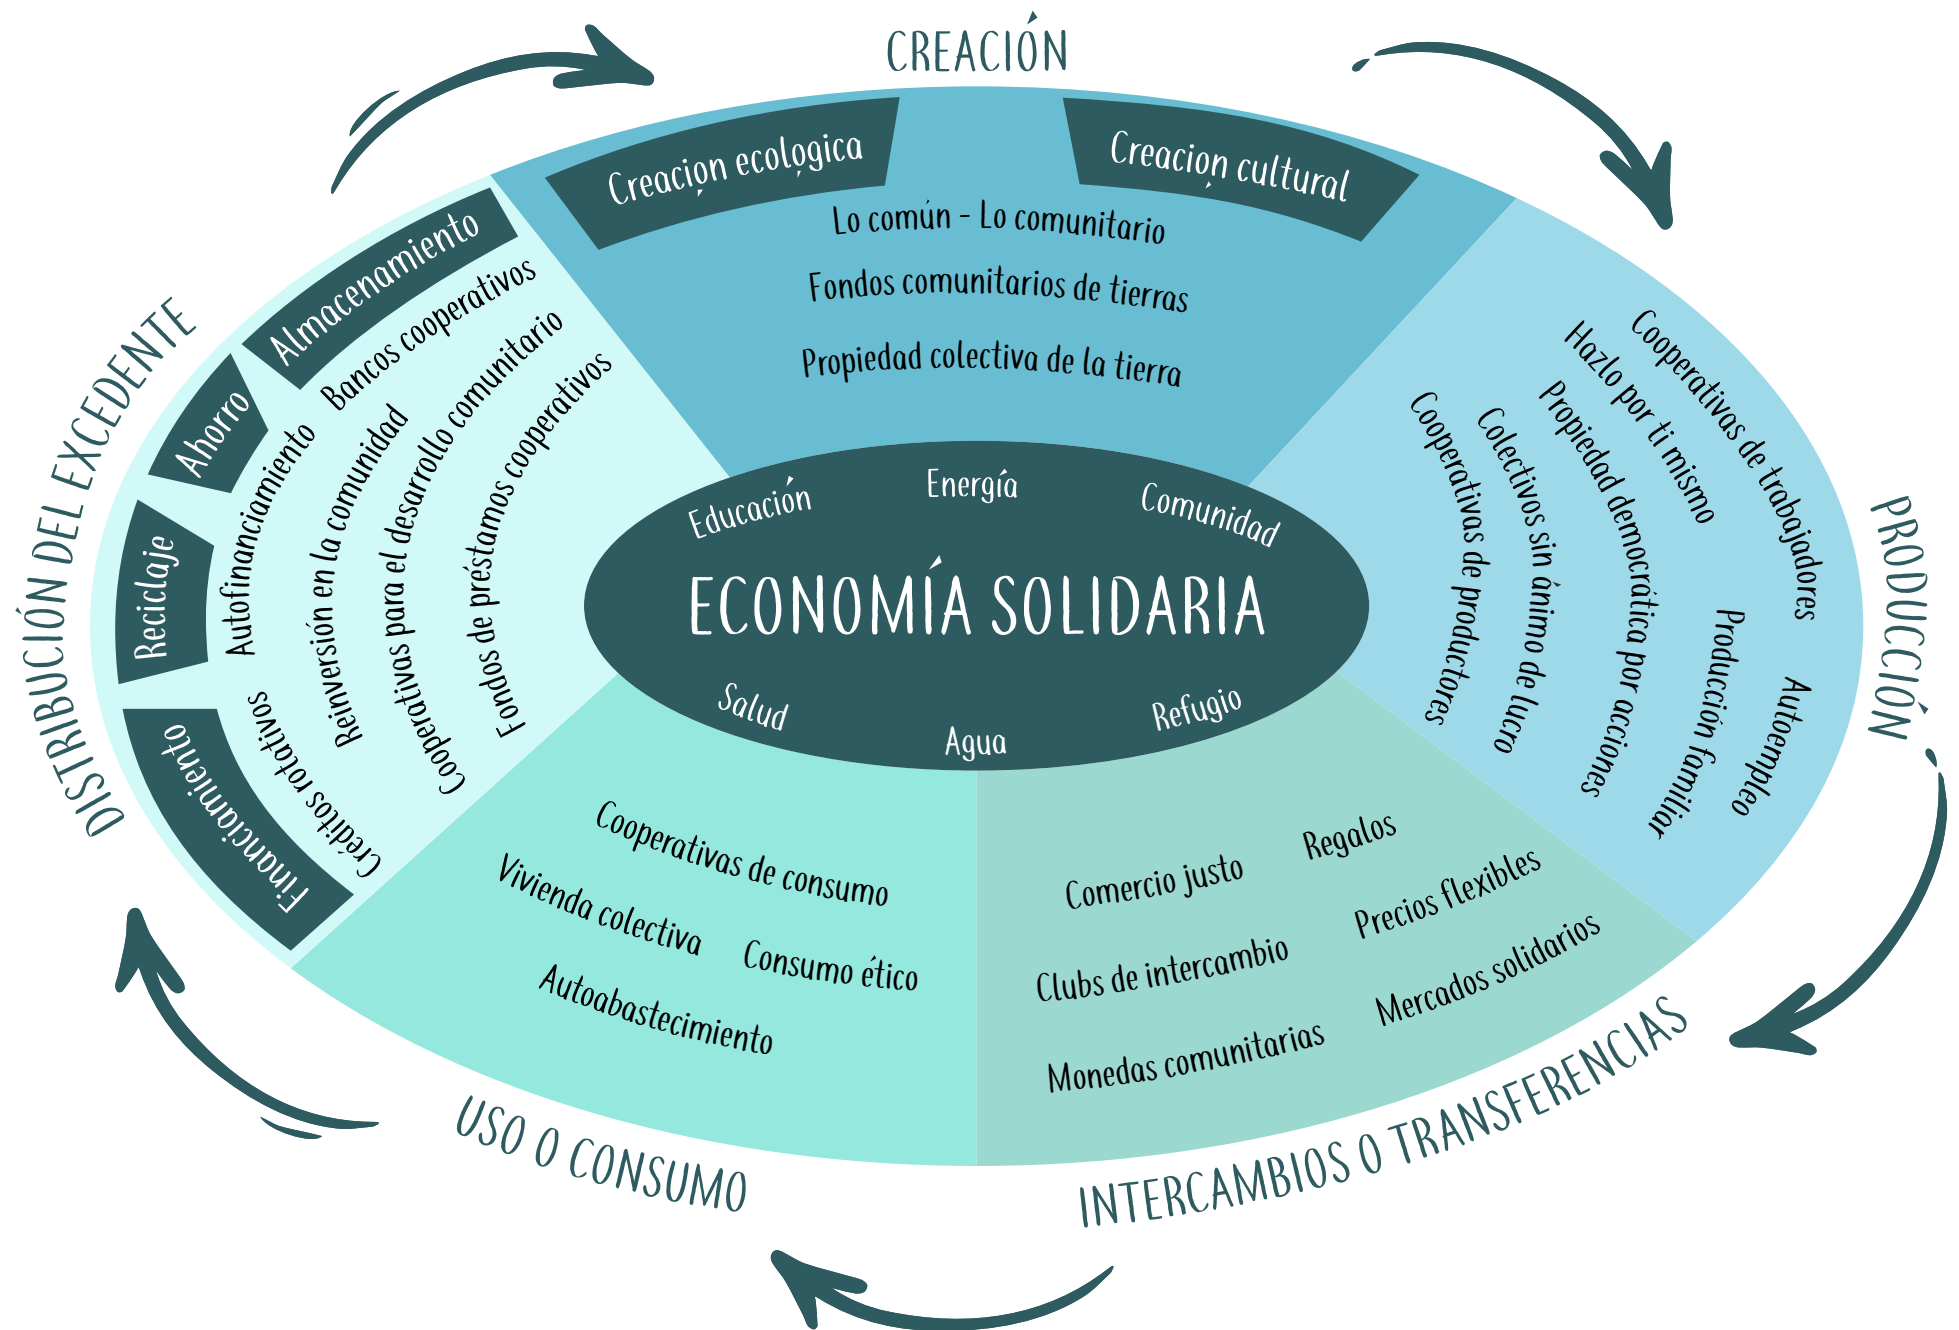 CREACIÓN
Creación ecológica
Creación cultural
Lo común - Lo comunitario
Fondos comunitarios de tierras
Propiedad colectiva de la tierra
PRODUCCIÓN
Cooperativas de trabajadores
Hazlo por ti mismo
Propiedad democrática por acciones
Colectivos sin ánimo de lucro
Cooperativas de productores
Producción familiar
Autoempleo
INTERCAMBIOS O TRANSFERENCIAS
Comercio justo
Regalos
Clubs de intercambio
Precios flexibles
Monedas comunitarias
Mercados solidarios
USO O CONSUMO
Cooperativas de consumo
Vivienda colectiva
Consumo ético
Autoabastecimiento
DISTRIBUCIÓN DEL EXCEDENTE
Almacenamiento
Ahorro
Reciclaje
Financiamiento
Bancos cooperativos
Autofinanciamiento
Créditos rotativos
Reinversión en la comunidad
Cooperativas para el desarrollo comunitario
Fondos de préstamos cooperativos
Educación
Energía
Comunidad
ECONOMÍA SOLIDARIA
Salud
Agua
Refugio